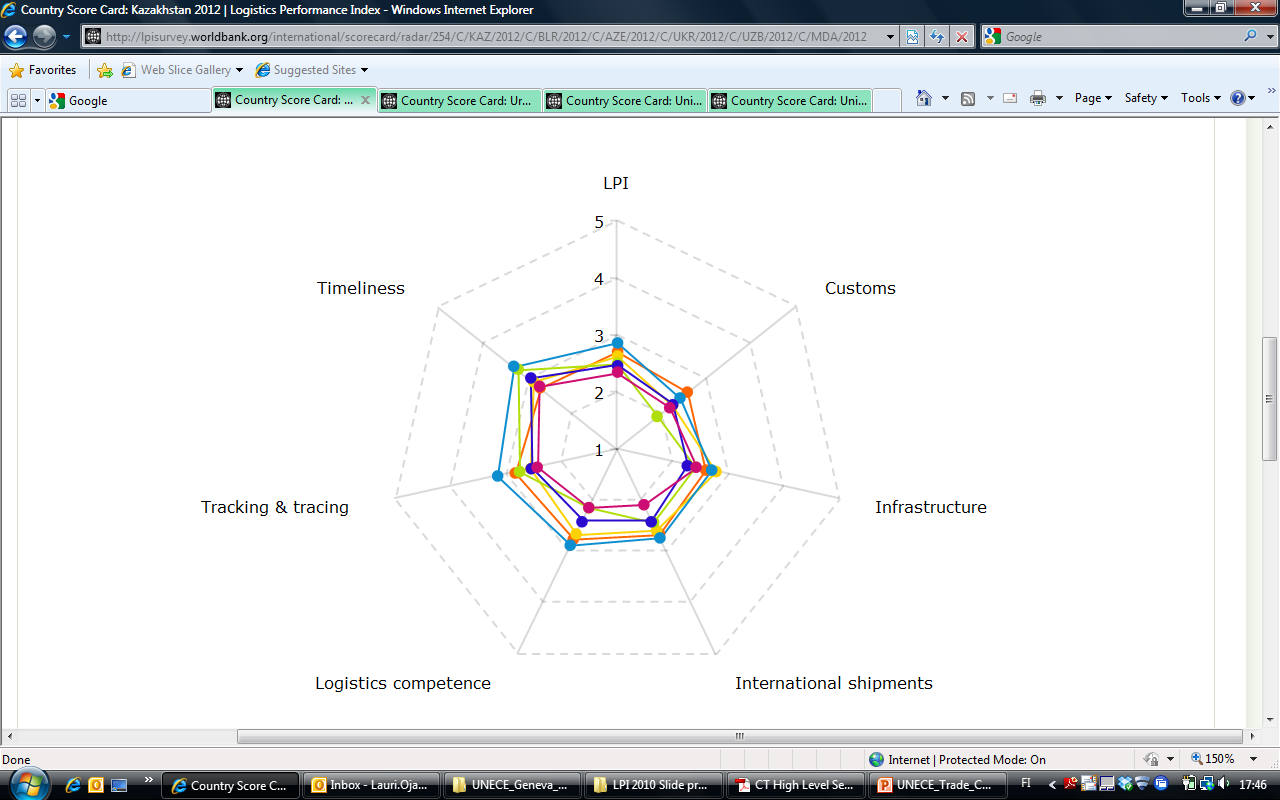 Country Score Card: Kazakhstan 2012 | Logistics Performance Index - Windows Internet Explorer
http://lpisurvey.worldbank.org/international/scorecard/radar/254/C/KAZ/2012/C/BLR/2012/C/AZE/2012/C/UKR/2012/C/UZB/2012/C/MDA/2012
Google
Favorites
Web Slice Gallery
Suggested Sites
Google
Country Score Card: ...
Country Score Card: Ur...
Country Score Card: Uni...
Country Score Card: Uni...
Page
Safety
Tools
LPI
5
Timeliness
Customs
4
3
2
1
Tracking & tracing
Infrastructure
Logistics competence
International shipments
Done
Internet | Protected Mode: On
150%
Country Score C...
Inbox - Lauri.Oja...
UNECE_Geneva_...
LPI 2010 Slide pr...
CT High Level Se...
UNECE_Trade_C...
FI
17:46